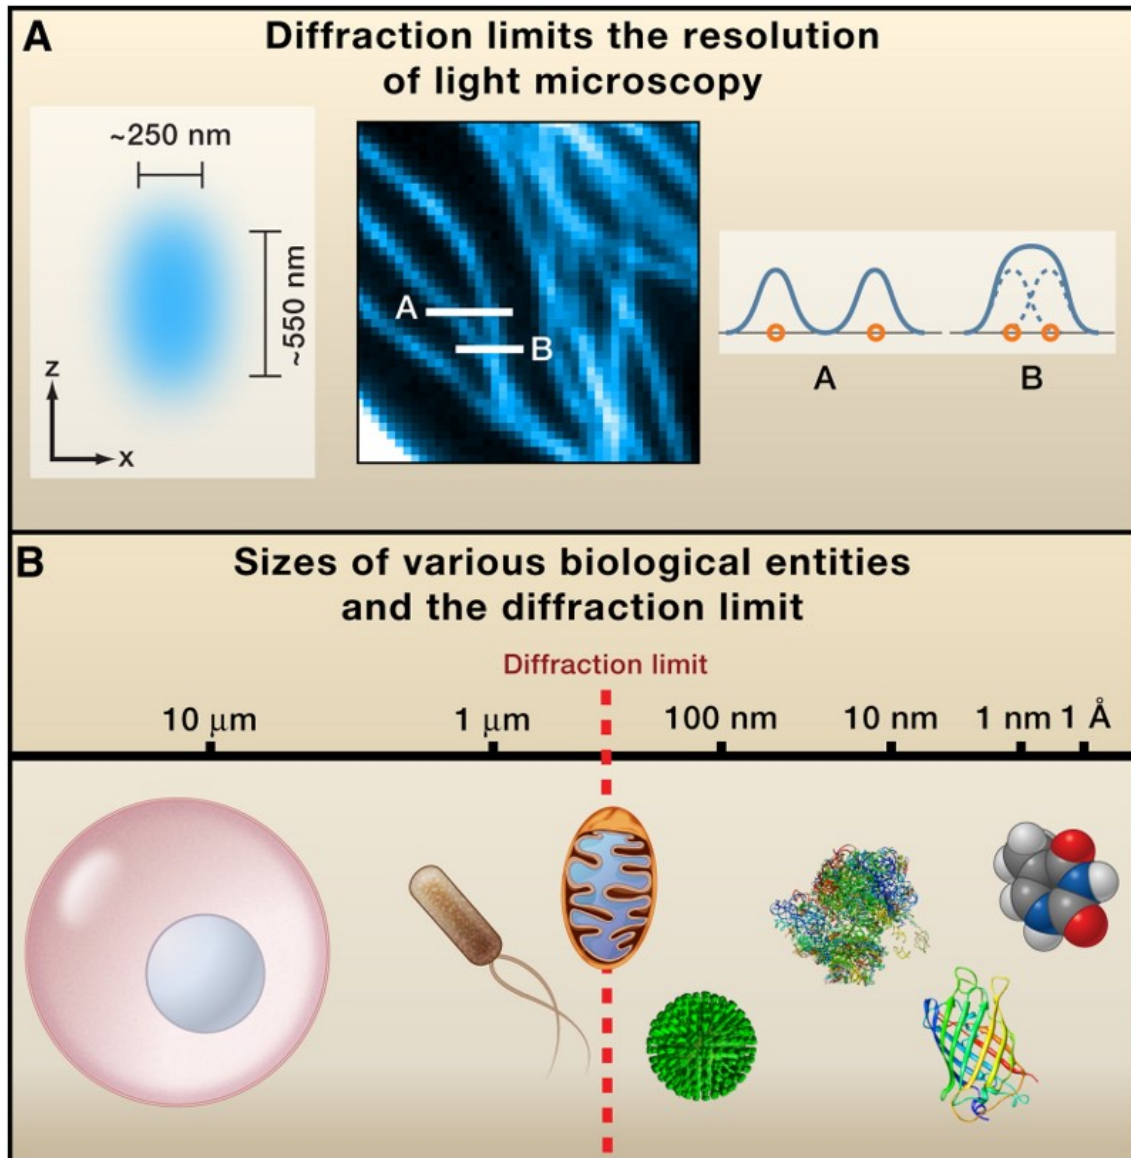 A
Diffraction limits the resolution
of light microscopy
~250 nm
~550 nm
z
x
A
B
A
B
B
Sizes of various biological entities
and the diffraction limit
Diffraction limit
10 μm
1 μm
100 nm
10 nm
1 nm
1 Å